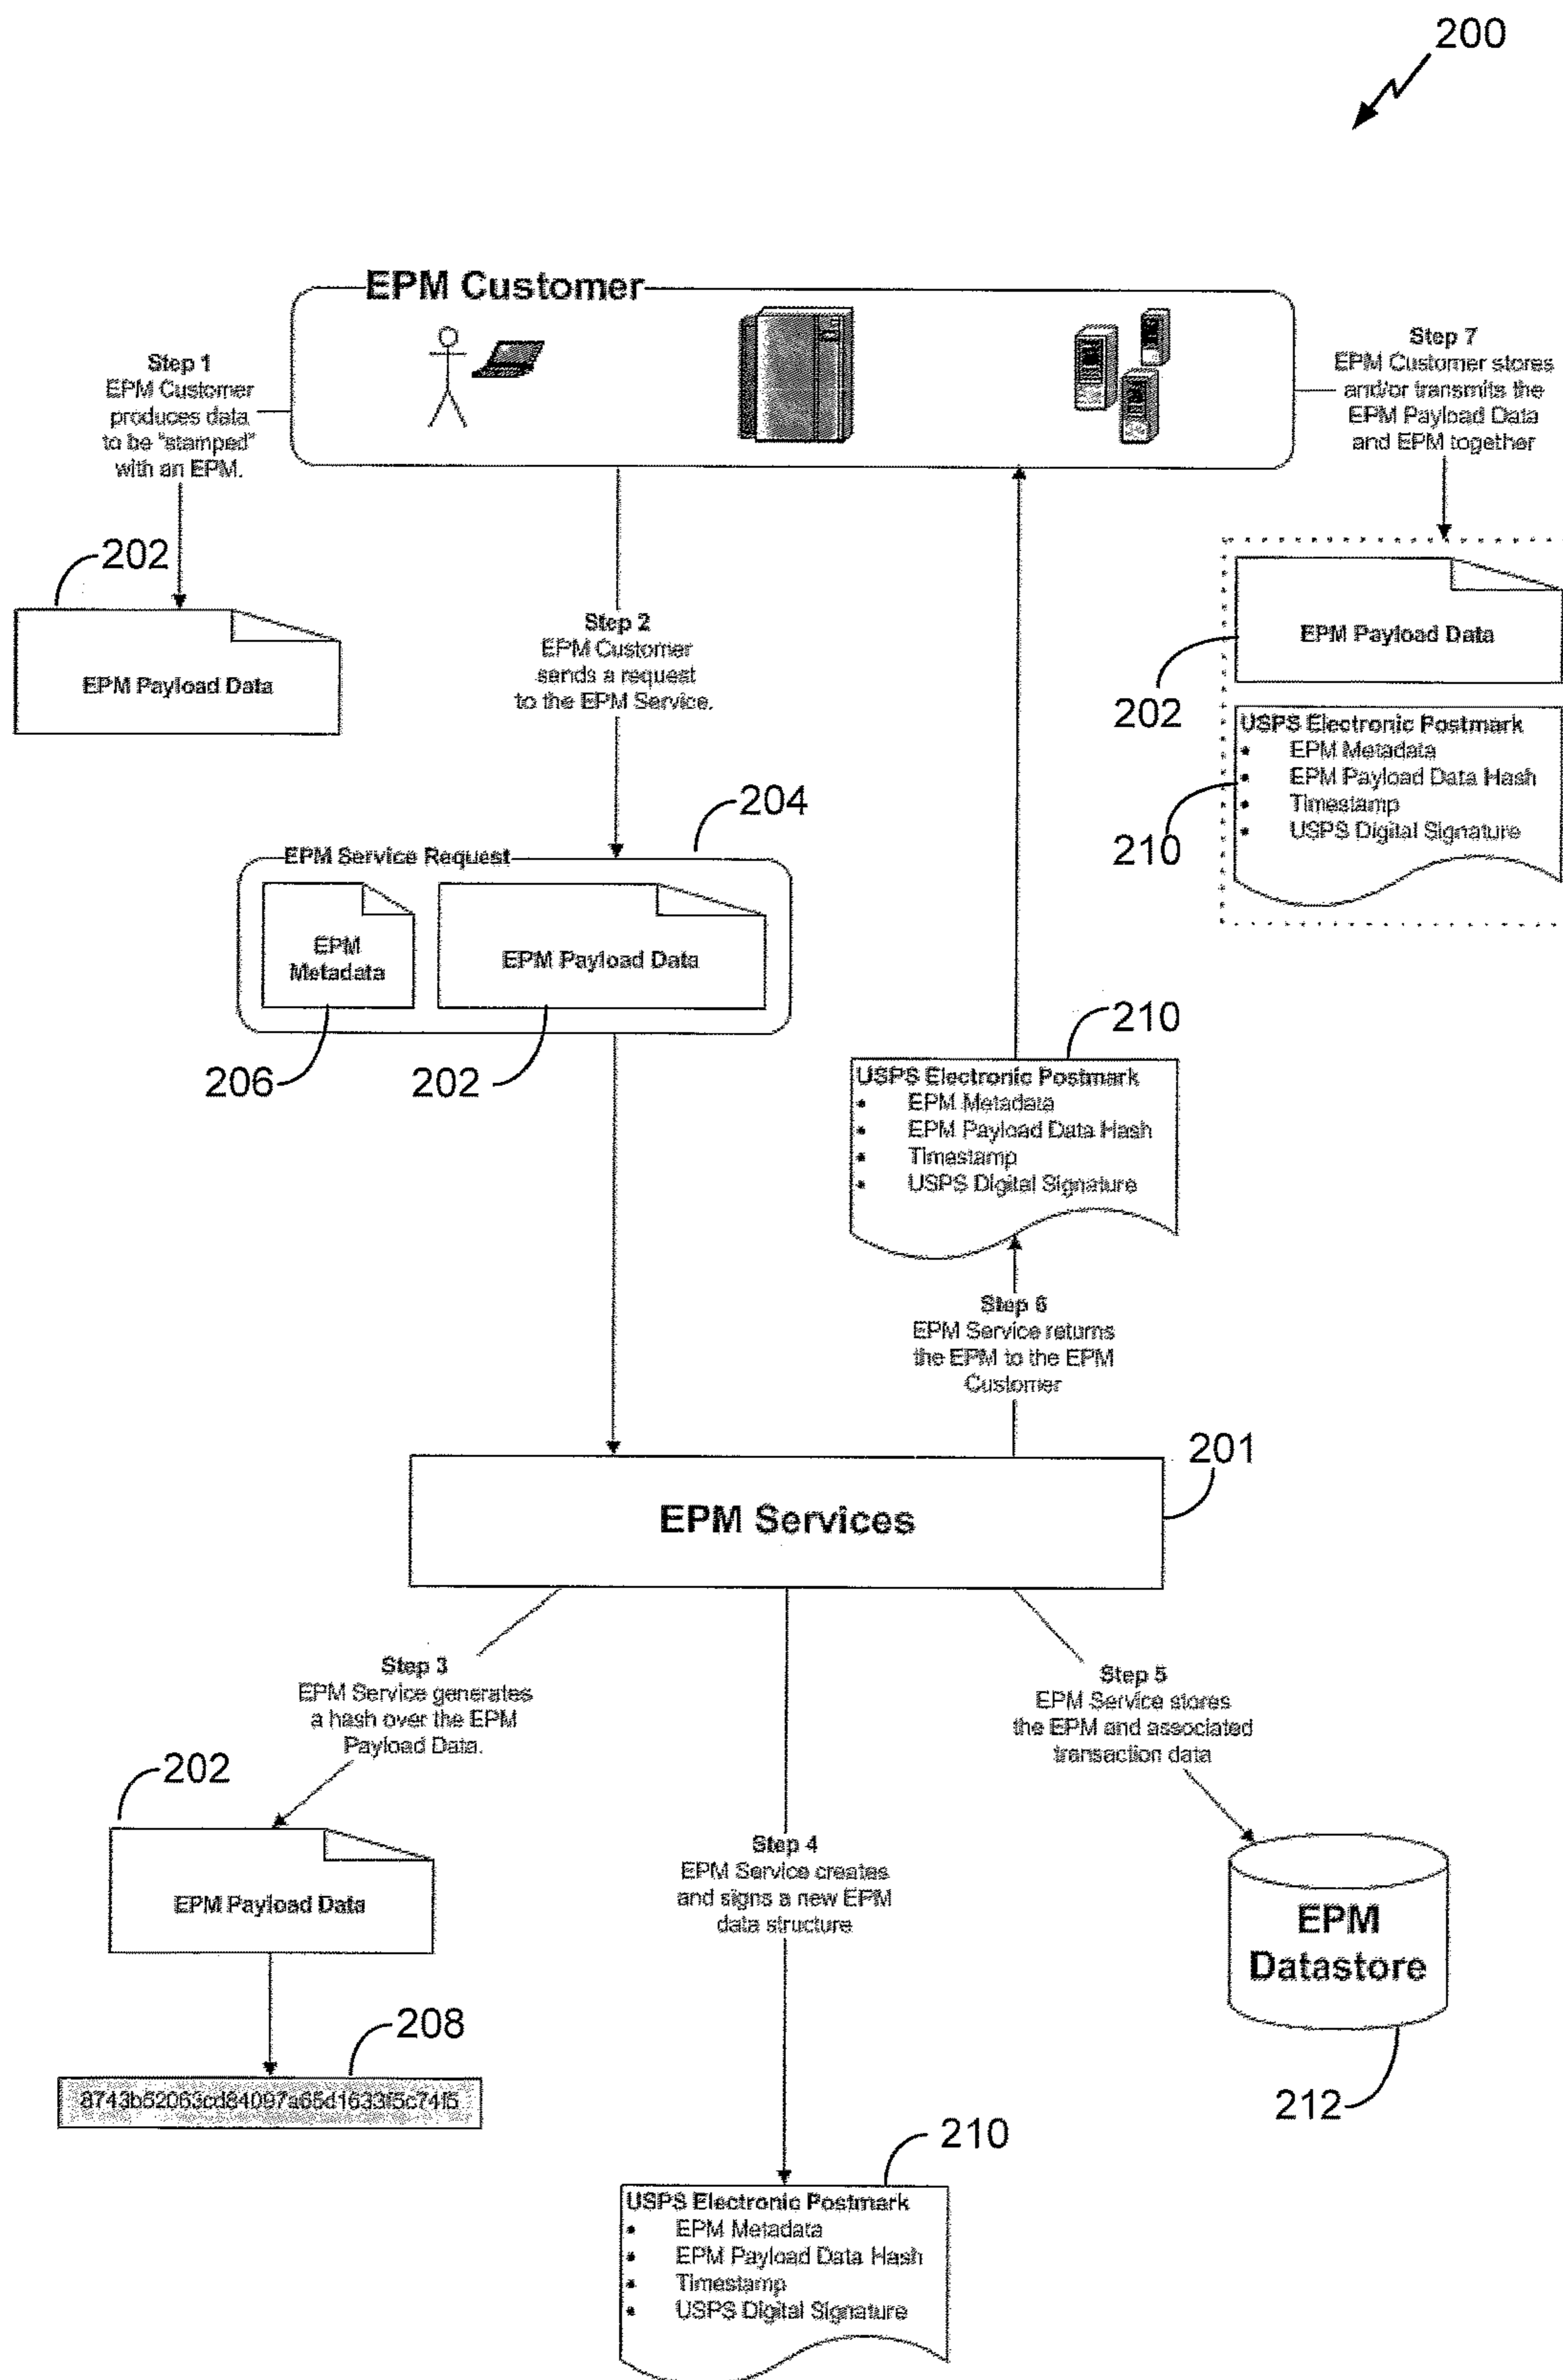 200
EPM Customer
Step 1
EPM Customer
produces data
to be "stamped"
with an EPM.
202
EPM Payload Data
Step 2
EPM Customer
sends a request
to the EPM Service.
Step 7
EPM Customer stores
and/or transmits the
EPM Payload Data
and EPM together
EPM Payload Data
202
USPS Electronic Postmark
• EPM Metadata
• EPM Payload Data Hash
• Timestamp
• USPS Digital Signature
210
204
EPM Service Request
EPM
Metadata
EPM Payload Data
206
202
210
USPS Electronic Postmark
• EPM Metadata
• EPM Payload Data Hash
• Timestamp
• USPS Digital Signature
Step 6
EPM Service returns
the EPM to the EPM
Customer
201
EPM Services
Step 3
EPM Service generates
a hash over the EPM
Payload Data.
202
EPM Payload Data
208
Step 4
EPM Service creates
and signs a new EPM
data structure
Step 5
EPM Service stores
the EPM and associated
transaction data
EPM
Datastore
212
210
USPS Electronic Postmark
• EPM Metadata
• EPM Payload Data Hash
• Timestamp
• USPS Digital Signature